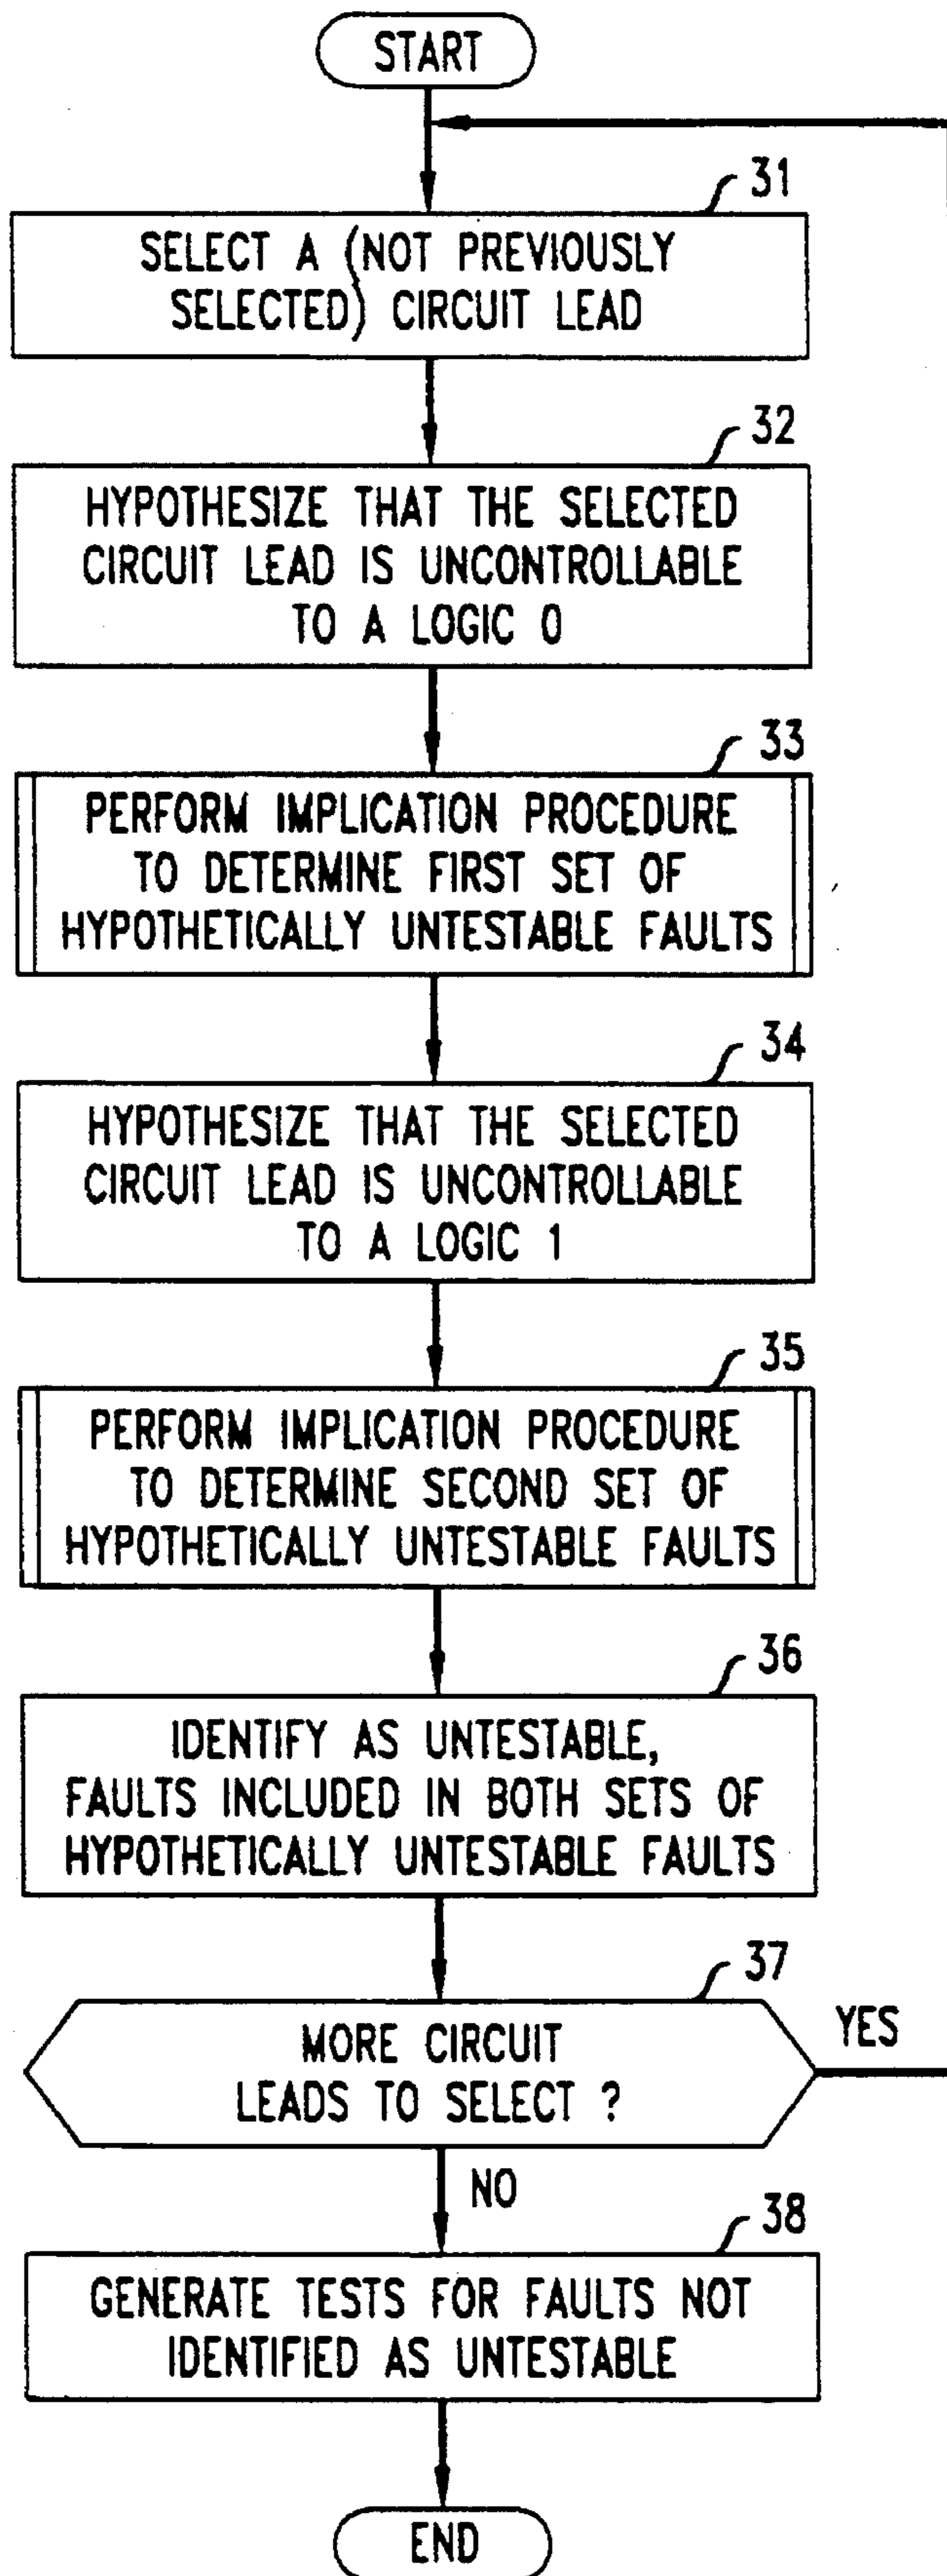 START
31
SELECT A (NOT PREVIOUSLY
SELECTED) CIRCUIT LEAD
32
HYPOTHESIZE THAT THE SELECTED
CIRCUIT LEAD IS UNCONTROLLABLE
TO A LOGIC 0
33
PERFORM IMPLICATION PROCEDURE
TO DETERMINE FIRST SET OF
HYPOTHETICALLY UNTESTABLE FAULTS
34
HYPOTHESIZE THAT THE SELECTED
CIRCUIT LEAD IS UNCONTROLLABLE
TO A LOGIC 1
35
PERFORM IMPLICATION PROCEDURE
TO DETERMINE SECOND SET OF
HYPOTHETICALLY UNTESTABLE FAULTS
36
IDENTIFY AS UNTESTABLE,
FAULTS INCLUDED IN BOTH SETS OF
HYPOTHETICALLY UNTESTABLE FAULTS
37
MORE CIRCUIT
LEADS TO SELECT ?
YES
NO
38
GENERATE TESTS FOR FAULTS NOT
IDENTIFIED AS UNTESTABLE
END